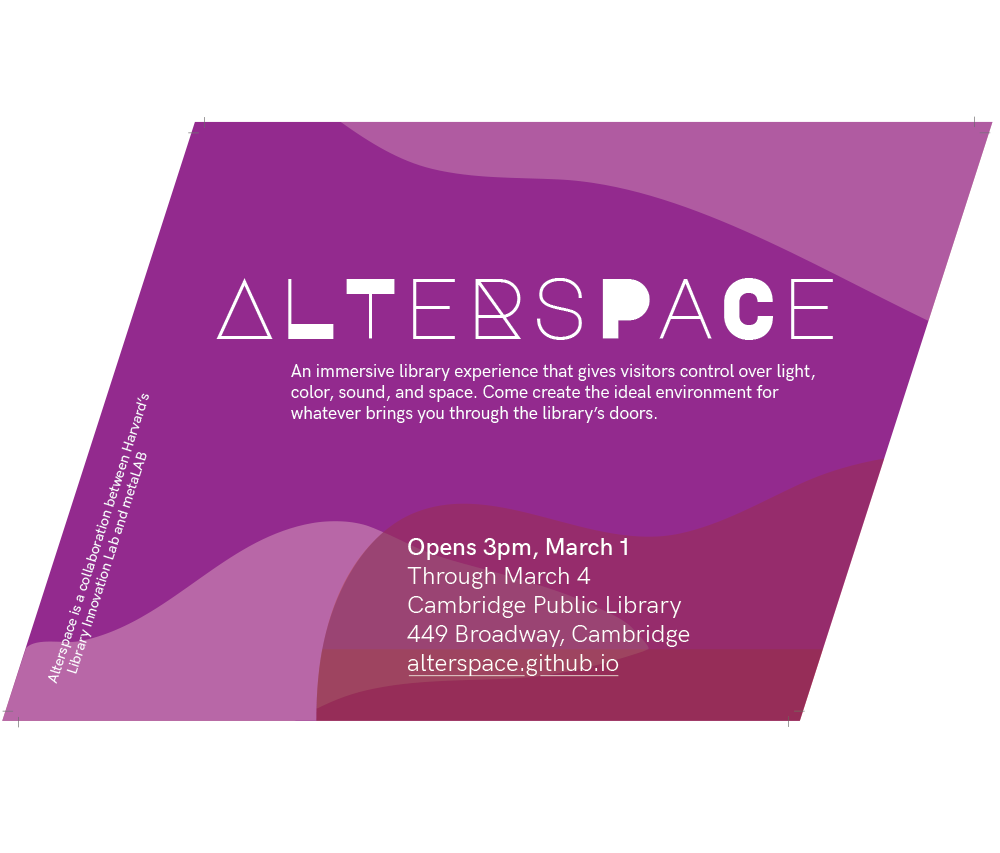 ALTERSPACE
An immersive library experience that gives visitors control over light,
color, sound, and space. Come create the ideal environment for
whatever brings you through the library’s doors.
Alterspace is a collaboration between Harvard’s
Library Innovation Lab and metaLAB
Opens 3pm, March 1
Through March 4
Cambridge Public Library
449 Broadway, Cambridge
alterspace.github.io